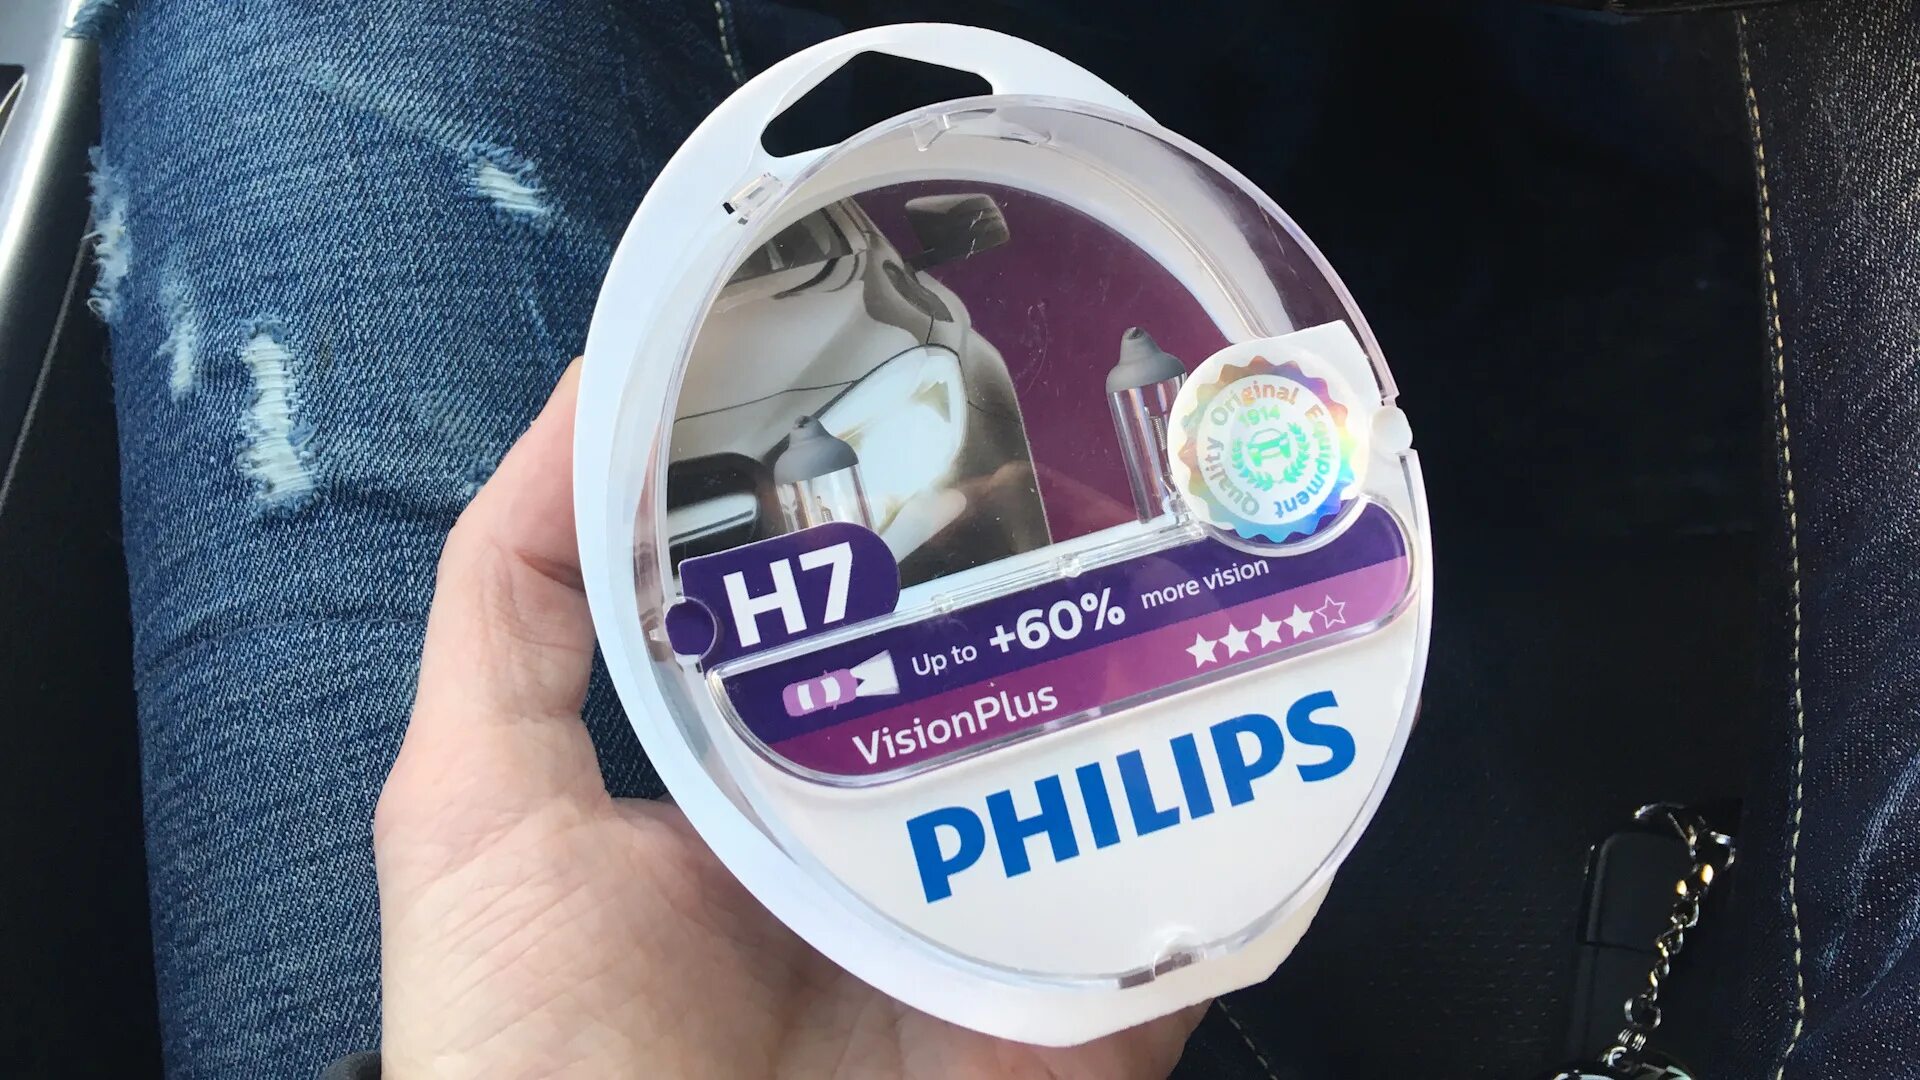 Quality Original Equipment
1914
H7
Up to +60% more vision
VisionPlus
PHILIPS